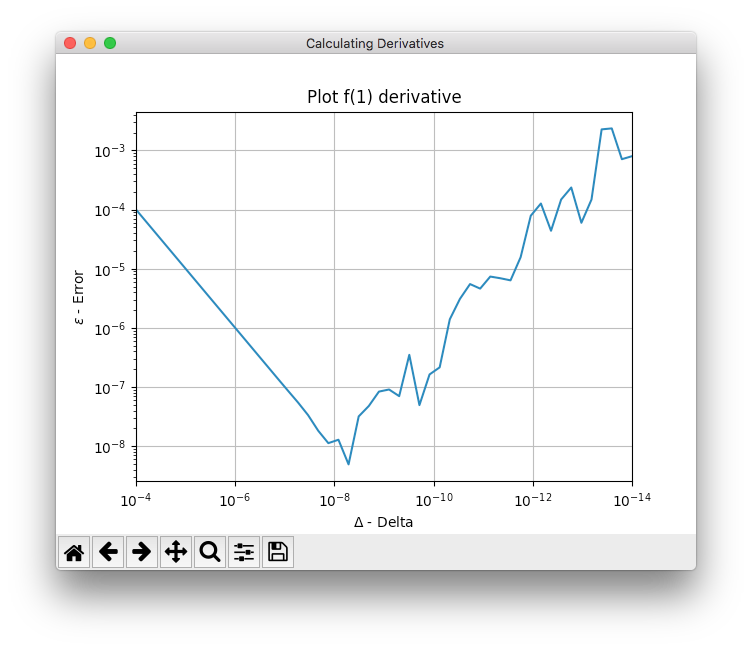 Calculating Derivatives
Plot f(1) derivative
10⁻³
10⁻⁴
10⁻⁵
10⁻⁶
10⁻⁷
10⁻⁸
ε - Error
10⁻⁴ 10⁻⁶ 10⁻⁸ 10⁻¹⁰ 10⁻¹² 10⁻¹⁴
Δ - Delta